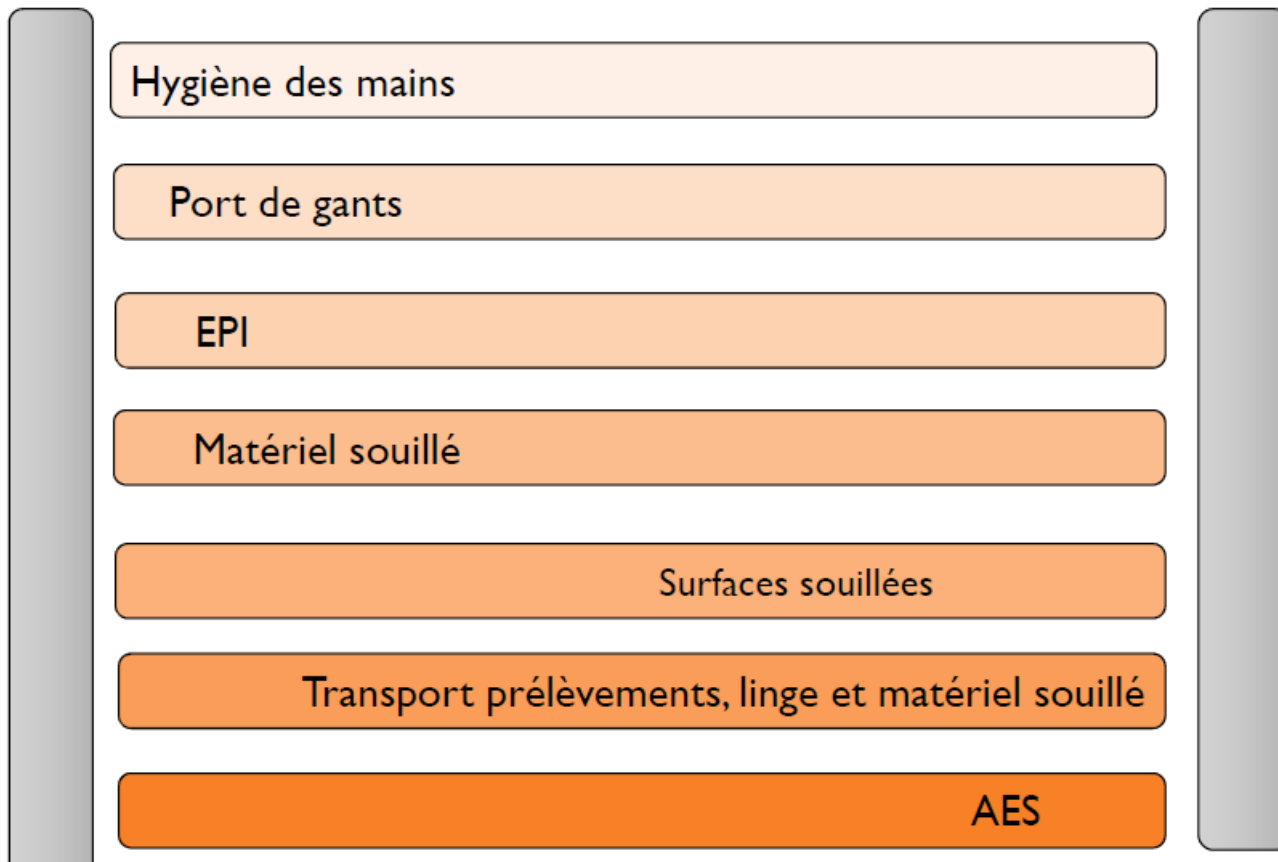 Hygiène des mains
Port de gants
EPI
Matériel souillé
Surfaces souillées
Transport prélèvements, linge et matériel souillé
AES